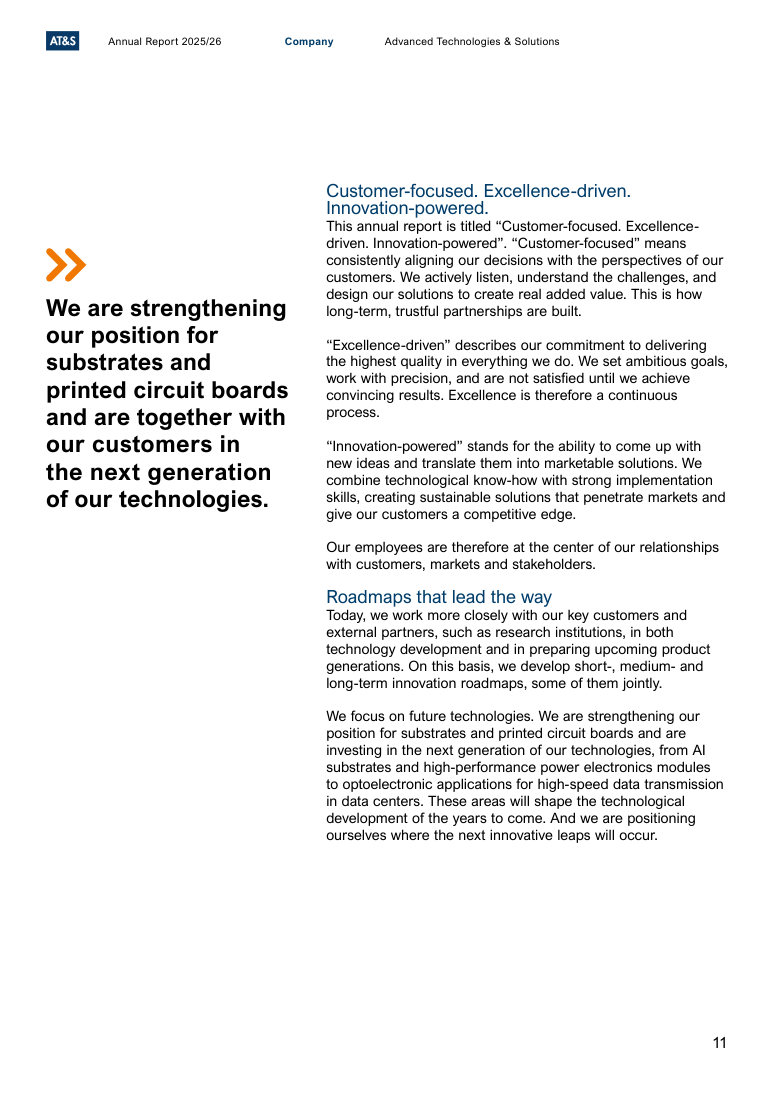 AT&S
Annual Report 2025/26
Company
Advanced Technologies & Solutions
We are strengthening
our position for
substrates and
printed circuit boards
and are together with
our customers in
the next generation
of our technologies.
Customer-focused. Excellence-driven.
Innovation-powered.
This annual report is titled “Customer-focused. Excellence-
driven. Innovation-powered”. “Customer-focused” means
consistently aligning our decisions with the perspectives of our
customers. We actively listen, understand the challenges, and
design our solutions to create real added value. This is how
long-term, trustful partnerships are built.
“Excellence-driven” describes our commitment to delivering
the highest quality in everything we do. We set ambitious goals,
work with precision, and are not satisfied until we achieve
convincing results. Excellence is therefore a continuous
process.
“Innovation-powered” stands for the ability to come up with
new ideas and translate them into marketable solutions. We
combine technological know-how with strong implementation
skills, creating sustainable solutions that penetrate markets and
give our customers a competitive edge.
Our employees are therefore at the center of our relationships
with customers, markets and stakeholders.
Roadmaps that lead the way
Today, we work more closely with our key customers and
external partners, such as research institutions, in both
technology development and in preparing upcoming product
generations. On this basis, we develop short-, medium- and
long-term innovation roadmaps, some of them jointly.
We focus on future technologies. We are strengthening our
position for substrates and printed circuit boards and are
investing in the next generation of our technologies, from AI
substrates and high-performance power electronics modules
to optoelectronic applications for high-speed data transmission
in data centers. These areas will shape the technological
development of the years to come. And we are positioning
ourselves where the next innovative leaps will occur.
11